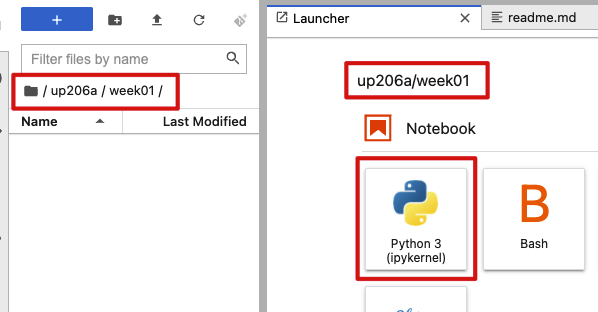 +
Filter files by name
/ up206a / week01 /
Name
Last Modified
Launcher
readme.md
up206a/week01
Notebook
Python 3
(ipykernel)
B
Bash